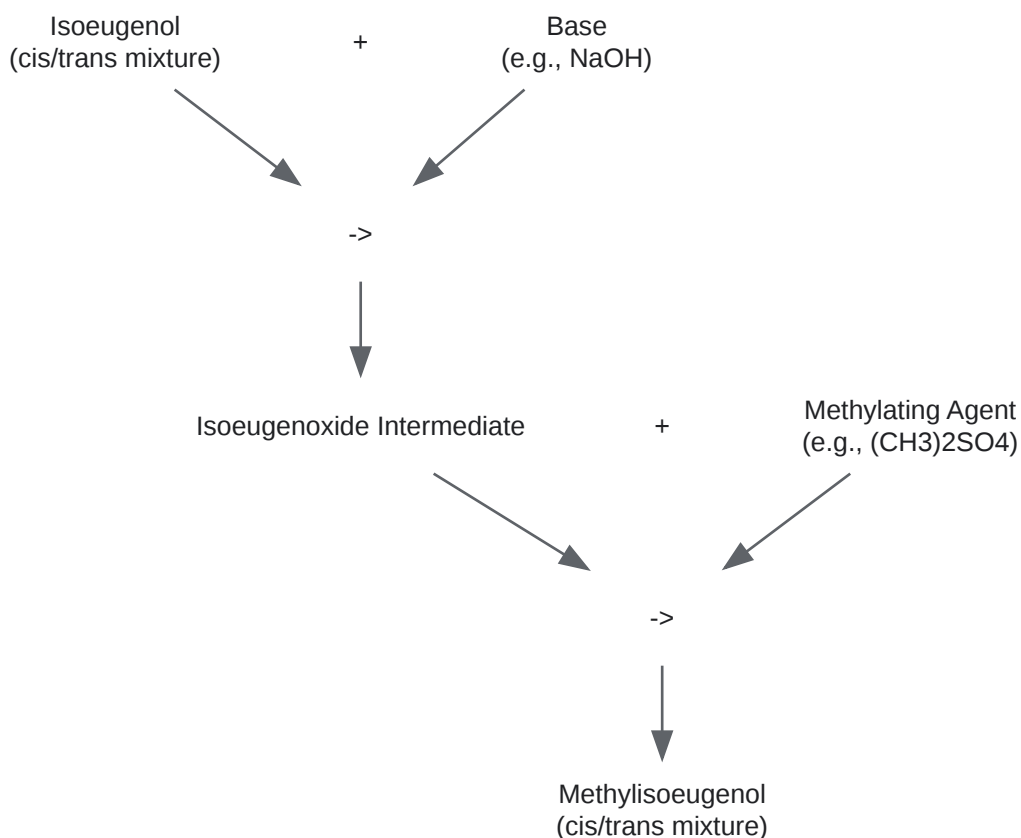 Isoeugenol
(cis/trans mixture)
+
Base
(e.g., NaOH)
->
Isoeugenoxide Intermediate
+
Methylating Agent
(e.g., (CH3)2SO4)
->
Methylisoeugenol
(cis/trans mixture)